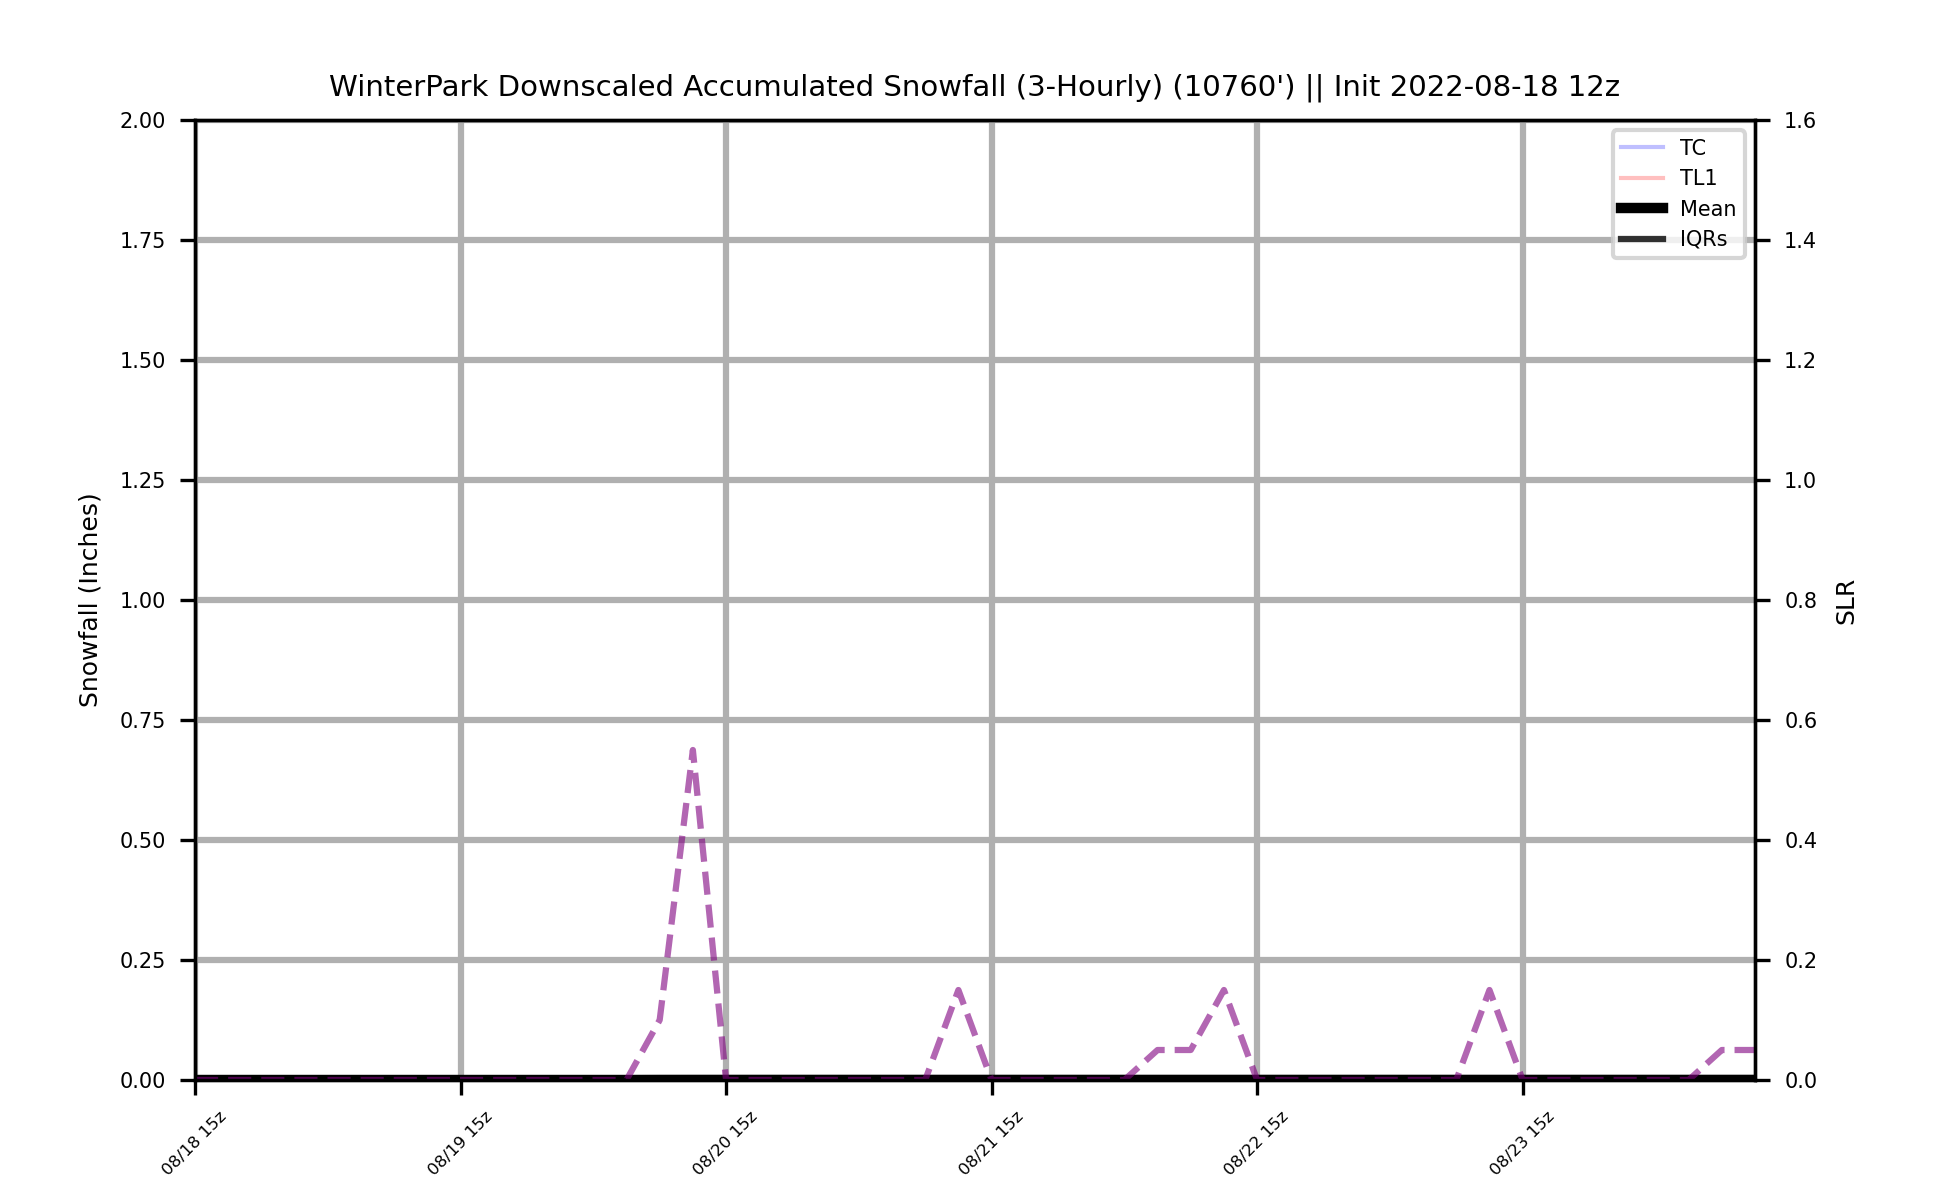 WinterPark Downscaled Accumulated Snowfall (3-Hourly) (10760') || Init 2022-08-18 12z
2.00
1.75
1.50
1.25
1.00
0.75
0.50
0.25
0.00
Snowfall (Inches)
TC
TL1
Mean
IQRs
1.6
1.4
1.2
1.0
0.8
0.6
0.4
0.2
0.0
SLR
08/18 15z
08/19 15z
08/20 15z
08/21 15z
08/22 15z
08/23 15z